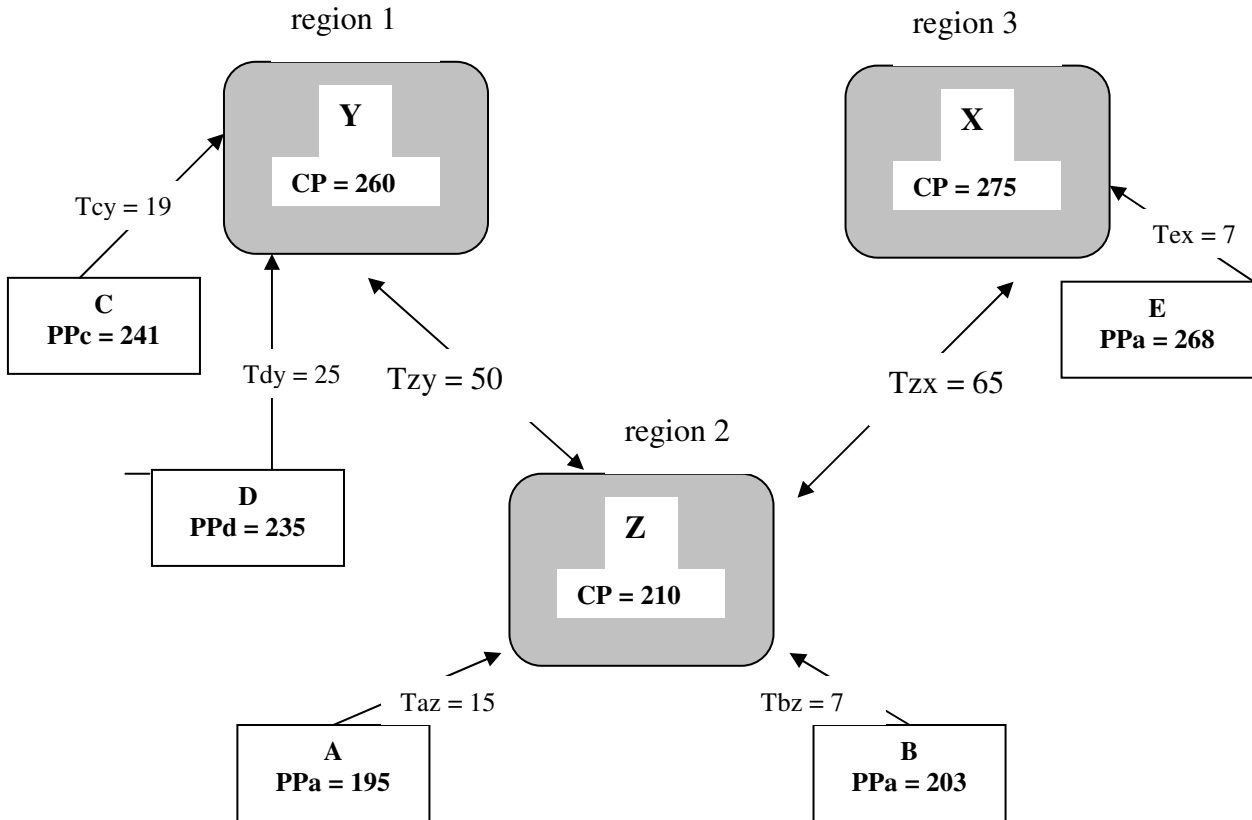 region 1
region 3
Y
CP = 260
X
CP = 275
Tcy = 19
Tex = 7
C
PPc = 241
E
PPa = 268
Tdy = 25
Tzy = 50
Tzx = 65
region 2
D
PPd = 235
Z
CP = 210
Taz = 15
Tbz = 7
A
PPa = 195
B
PPa = 203